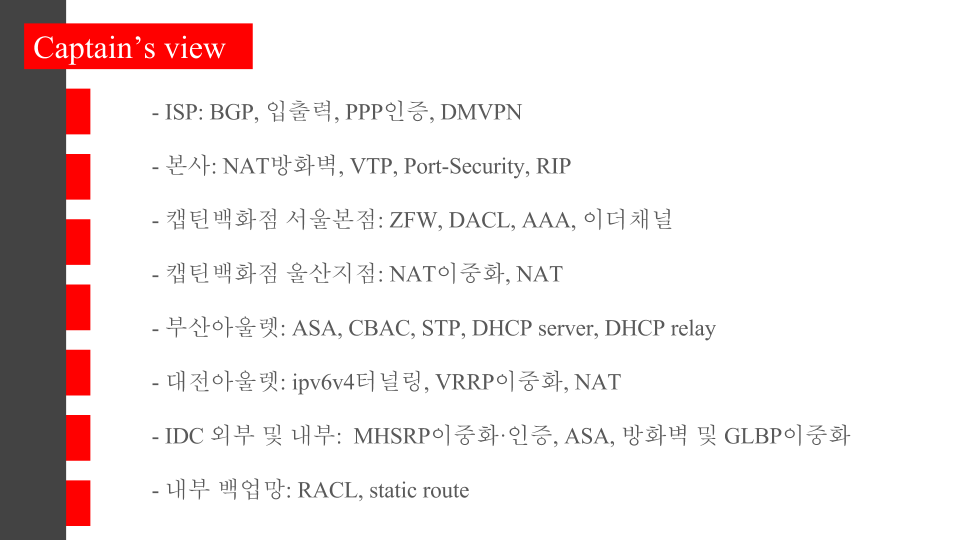 Captain’s view
- ISP: BGP, 입출력, PPP인증, DMVPN
- 본사: NAT방화벽, VTP, Port-Security, RIP
- 캡틴백화점 서울본점: ZFW, DACL, AAA, 이더채널
- 캡틴백화점 울산지점: NAT이중화, NAT
- 부산아울렛: ASA, CBAC, STP, DHCP server, DHCP relay
- 대전아울렛: ipv6v4터널링, VRRP이중화, NAT
- IDC 외부 및 내부:  MHSRP이중화·인증, ASA, 방화벽 및 GLBP이중화
- 내부 백업망: RACL, static route